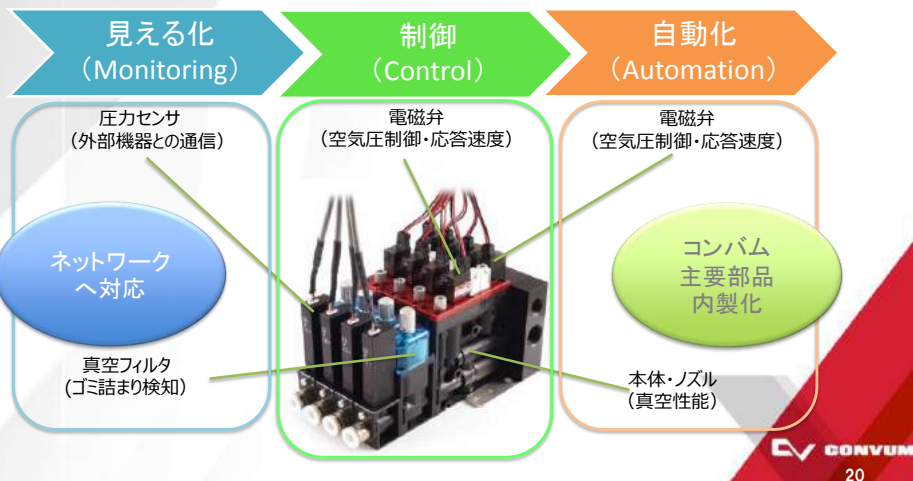 見える化
（Monitoring）
制御
（Control）
自動化
（Automation）
圧力センサ
（外部機器との通信）
電磁弁
（空気圧制御・応答速度）
電磁弁
（空気圧制御・応答速度）
ネットワーク
へ対応
コンバム
主要部品
内製化
真空フィルタ
(ゴミ詰まり検知)
本体・ノズル
（真空性能）
CONVUM
20